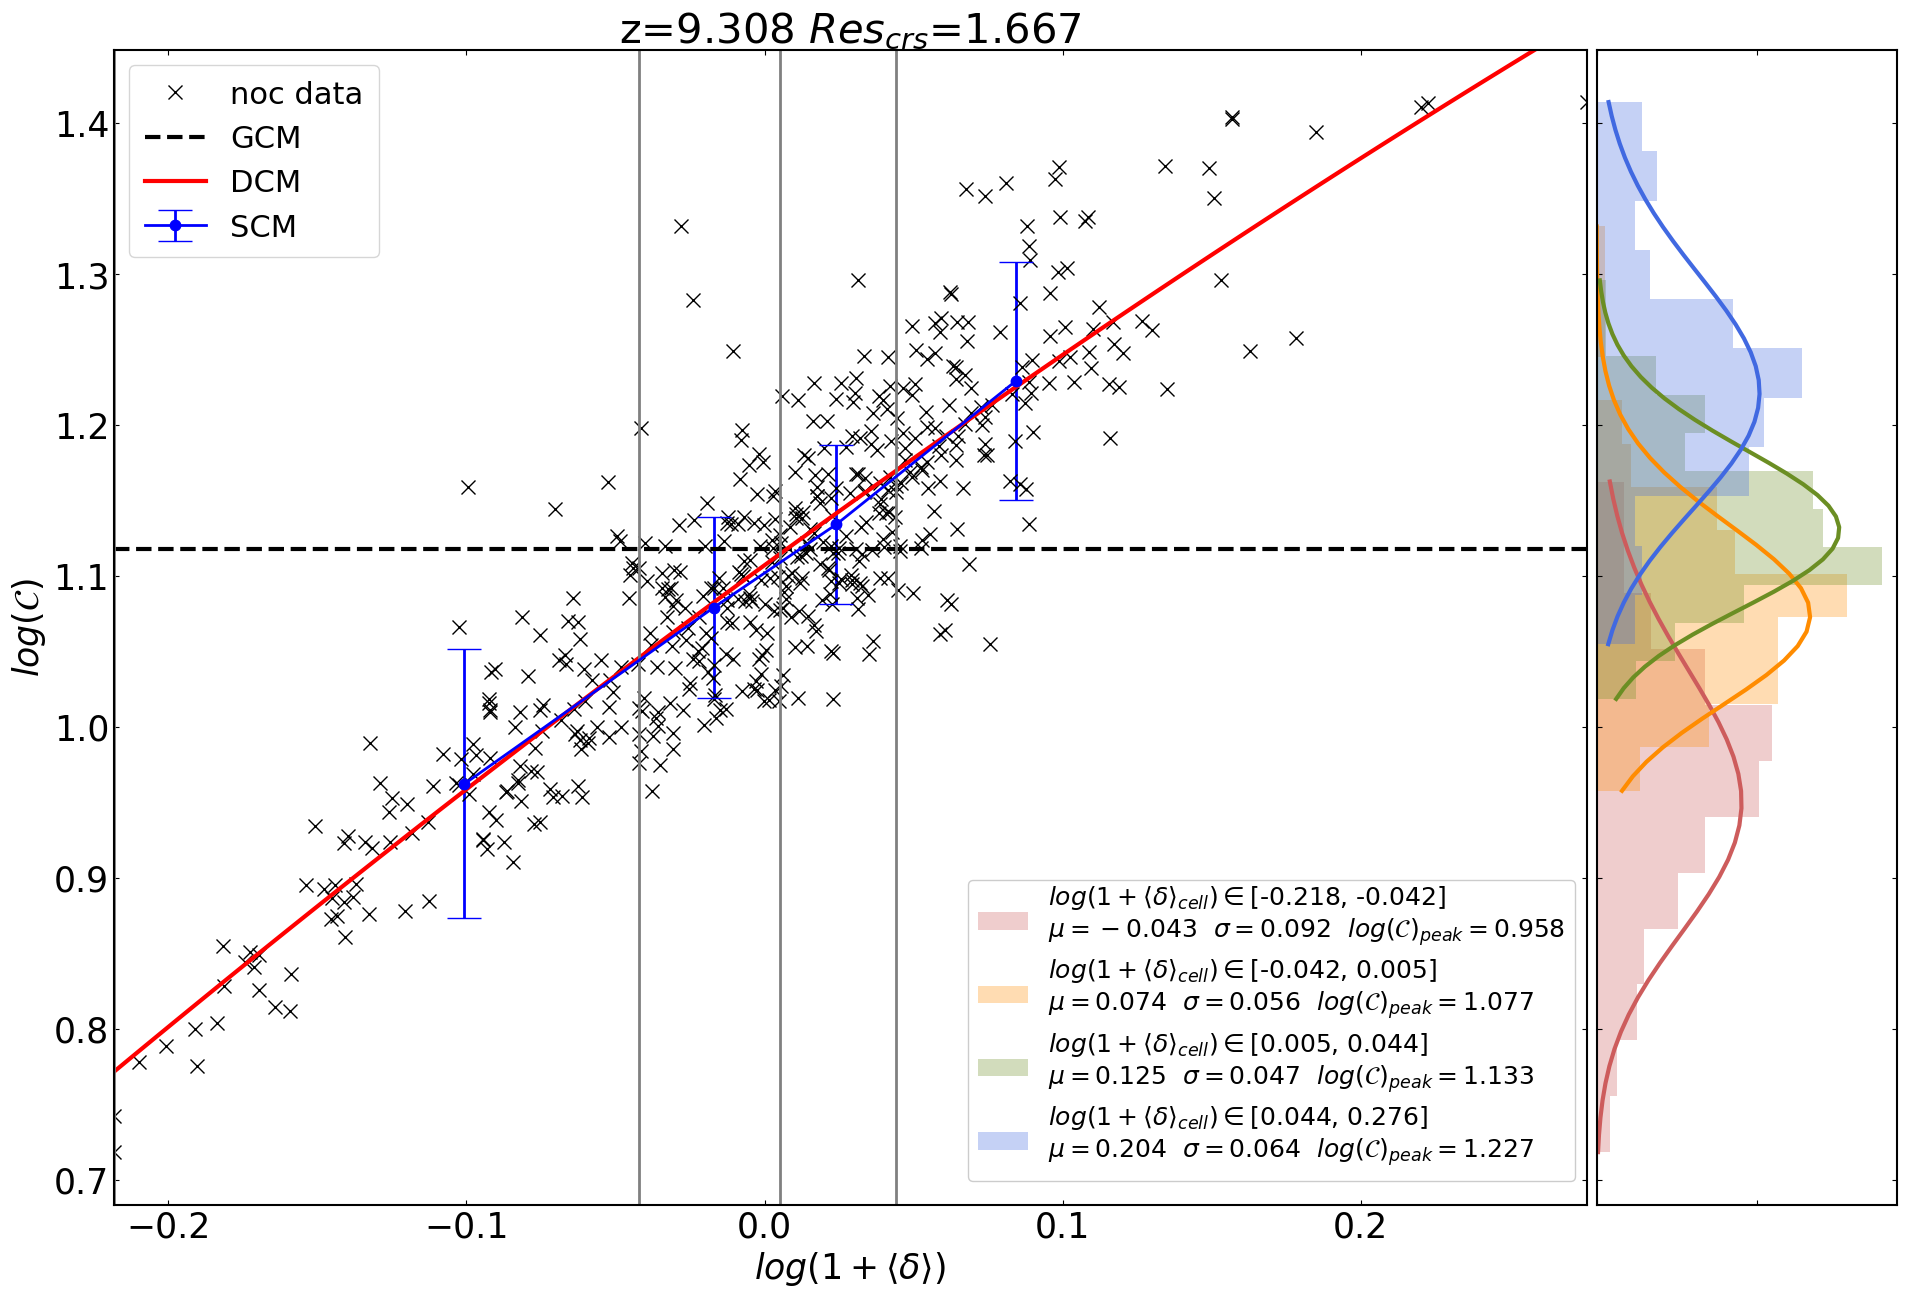 z=9.308 Res_crs=1.667
noc data
GCM
DCM
SCM
log(𝒞)
1.4
1.3
1.2
1.1
1.0
0.9
0.8
0.7
log(1 + ⟨δ⟩_cell) ∈ [-0.218, -0.042]
μ = −0.043 σ = 0.092 log(𝒞)_peak = 0.958
log(1 + ⟨δ⟩_cell) ∈ [-0.042, 0.005]
μ = 0.074 σ = 0.056 log(𝒞)_peak = 1.077
log(1 + ⟨δ⟩_cell) ∈ [0.005, 0.044]
μ = 0.125 σ = 0.047 log(𝒞)_peak = 1.133
log(1 + ⟨δ⟩_cell) ∈ [0.044, 0.276]
μ = 0.204 σ = 0.064 log(𝒞)_peak = 1.227
−0.2 −0.1 0.0 0.1 0.2
log(1 + ⟨δ⟩)